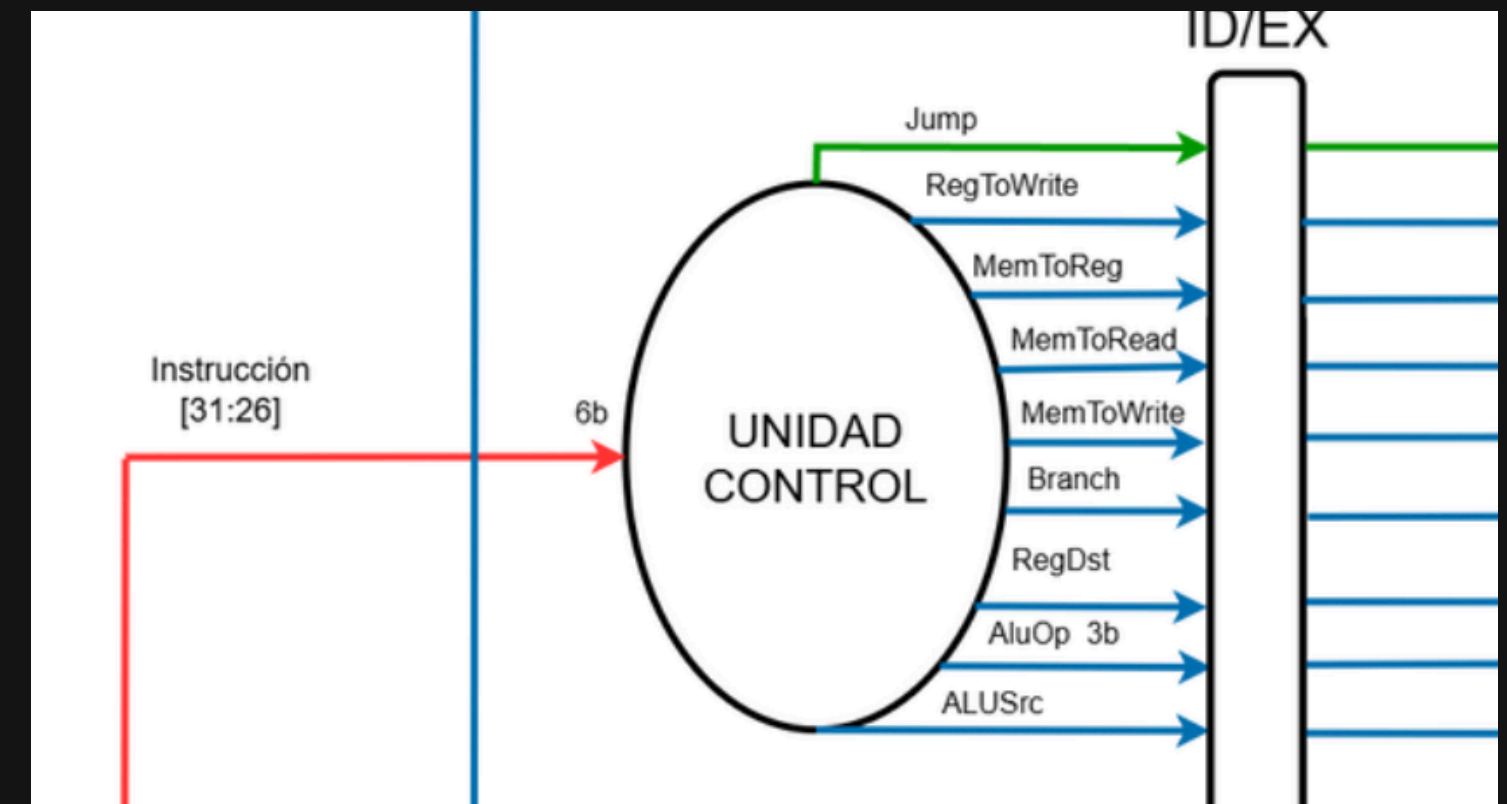 ID/EX
Jump
RegToWrite
MemToReg
MemToRead
Instrucción
[31:26]
6b
MemToWrite
UNIDAD
CONTROL
Branch
RegDst
AluOp 3b
ALUSrc